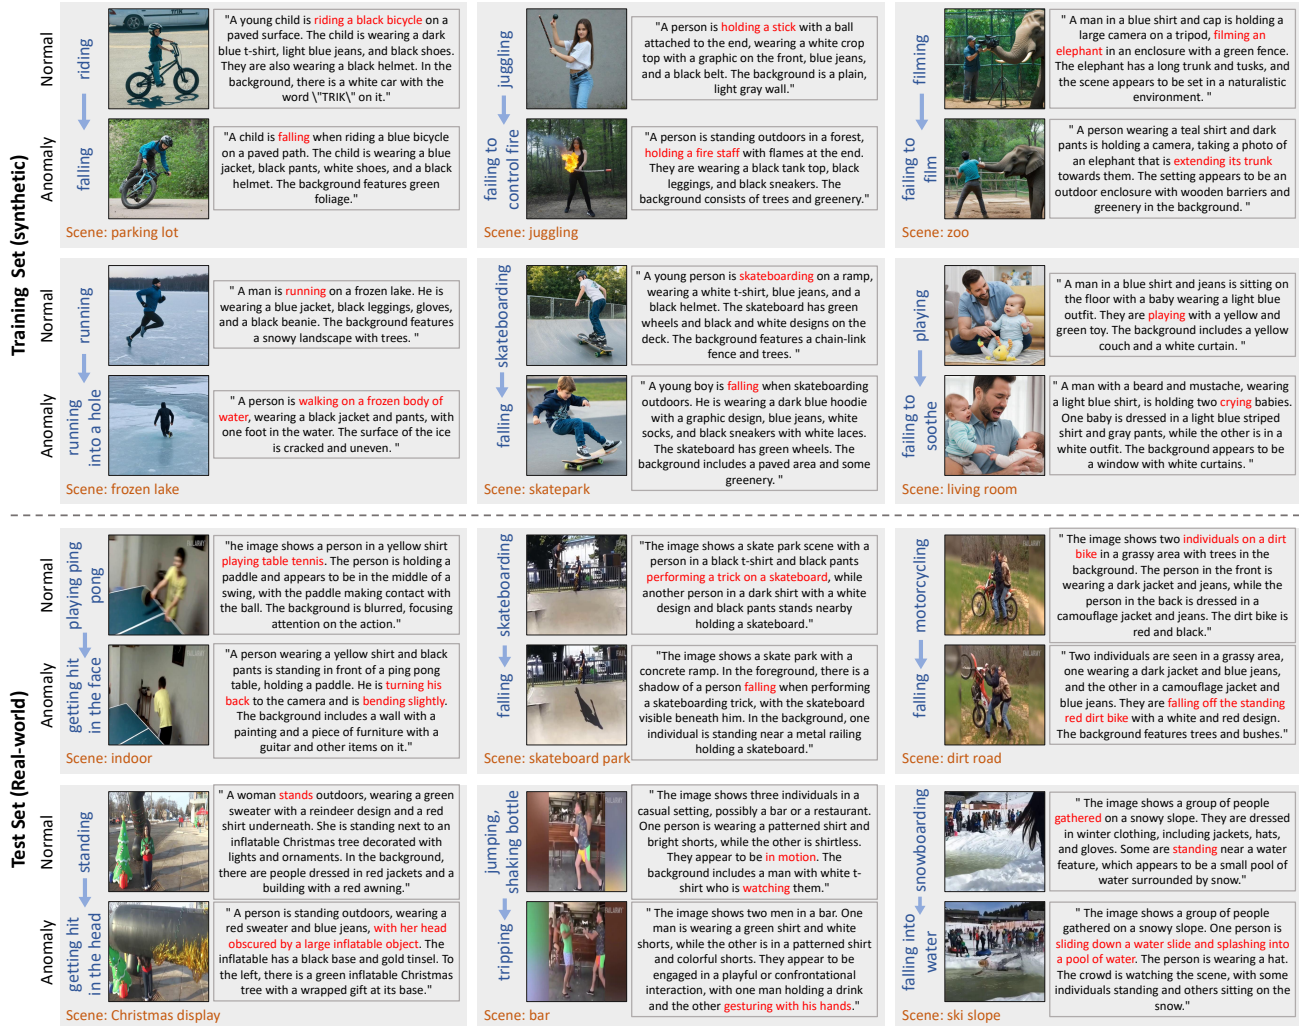 Training Set (synthetic)
Normal
Anomaly
riding
falling
"A young child is riding a black bicycle on a
paved surface. The child is wearing a dark
blue t-shirt, light blue jeans, and black shoes.
They are also wearing a black helmet. In the
background, there is a white car with the
word \"TRIK\" on it."
"A child is falling when riding a blue bicycle
on a paved path. The child is wearing a blue
jacket, black pants, white shoes, and a black
helmet. The background features green
foliage."
Scene: parking lot
juggling
failing to
control fire
"A person is holding a stick with a ball
attached to the end, wearing a white crop
top with a graphic on the front, blue jeans,
and a black belt. The background is a plain,
light gray wall."
"A person is standing outdoors in a forest,
holding a fire staff with flames at the end.
They are wearing a black tank top, black
leggings, and black sneakers. The
background consists of trees and greenery."
Scene: juggling
filming
failing to
film
" A man in a blue shirt and cap is holding a
large camera on a tripod, filming an
elephant in an enclosure with a green fence.
The elephant has a long trunk and tusks, and
the scene appears to be set in a naturalistic
environment. "
" A person wearing a teal shirt and dark
pants is holding a camera, taking a photo of
an elephant that is extending its trunk
towards them. The setting appears to be an
outdoor enclosure with wooden barriers and
greenery in the background. "
Scene: zoo
Normal
Anomaly
running
running
into a hole
" A man is running on a frozen lake. He is
wearing a blue jacket, black leggings, gloves,
and a black beanie. The background features
a snowy landscape with trees. "
" A person is walking on a frozen body of
water, wearing a black jacket and pants, with
one foot in the water. The surface of the ice
is cracked and uneven. "
Scene: frozen lake
skateboarding
falling
" A young person is skateboarding on a ramp,
wearing a white t-shirt, blue jeans, and a
black helmet. The skateboard has green
wheels and black and white designs on the
deck. The background features a chain-link
fence and trees. "
" A young boy is falling when skateboarding
outdoors. He is wearing a dark blue hoodie
with a graphic design, blue jeans, white
socks, and black sneakers with white laces.
The skateboard has green wheels. The
background includes a paved area and some
greenery. "
Scene: skatepark
playing
failing to
soothe
" A man in a blue shirt and jeans is sitting on
the floor with a baby wearing a light blue
outfit. They are playing with a yellow and
green toy. The background includes a yellow
couch and a white curtain. "
" A man with a beard and mustache, wearing
a light blue shirt, is holding two crying babies.
One baby is dressed in a light blue striped
shirt and gray pants, while the other is in a
white outfit. The background appears to be
a window with white curtains. "
Scene: living room
Test Set (Real-world)
Normal
Anomaly
playing ping
pong
getting hit
in the face
"he image shows a person in a yellow shirt
playing table tennis. The person is holding a
paddle and appears to be in the middle of a
swing, with the paddle making contact with
the ball. The background is blurred, focusing
attention on the action."
"A person wearing a yellow shirt and black
pants is standing in front of a ping pong
table, holding a paddle. He is turning his
back to the camera and is bending slightly.
The background includes a wall with a
painting and a piece of furniture with a
guitar and other items on it."
Scene: indoor
skateboarding
falling
"The image shows a skate park scene with a
person in a black t-shirt and black pants
performing a trick on a skateboard, while
another person in a dark shirt with a white
design and black pants stands nearby
holding a skateboard."
"The image shows a skate park with a
concrete ramp. In the foreground, there is a
shadow of a person falling when performing
a skateboarding trick, with the skateboard
visible beneath him. In the background, one
individual is standing near a metal railing
holding a skateboard."
Scene: skateboard park
motorcycling
falling
" The image shows two individuals on a dirt
bike in a grassy area with trees in the
background. The person in the front is
wearing a dark jacket and jeans, while the
person in the back is dressed in a
camouflage jacket and jeans. The dirt bike is
red and black."
"Two individuals are seen in a grassy area,
one wearing a dark jacket and blue jeans,
and the other in a camouflage jacket and
blue jeans. They are falling off the standing
red dirt bike with a white and red design.
The background features trees and bushes."
Scene: dirt road
Normal
Anomaly
standing
getting hit
in the head
" A woman stands outdoors, wearing a green
sweater with a reindeer design and a red
shirt underneath. She is standing next to an
inflatable Christmas tree decorated with
lights and ornaments. In the background,
there are people dressed in red jackets and a
building with a red awning."
" A person is standing outdoors, wearing a
red sweater and blue jeans, with her head
obscured by a large inflatable object. The
inflatable has a black base and gold tinsel. To
the left, there is a green inflatable Christmas
tree with a wrapped gift at its base."
Scene: Christmas display
jumping,
shaking bottle
tripping
" The image shows three individuals in a
casual setting, possibly a bar or a restaurant.
One person is wearing a patterned shirt and
bright shorts, while the other is shirtless.
They appear to be in motion. The
background includes a man with white t-
shirt who is watching them."
" The image shows two men in a bar. One
man is wearing a green shirt and white
shorts, while the other is in a patterned shirt
and colorful shorts. They appear to be
engaged in a playful or confrontational
interaction, with one man holding a drink
and the other gesturing with his hands."
Scene: bar
snowboarding
falling into
water
" The image shows a group of people
gathered on a snowy slope. They are dressed
in winter clothing, including jackets, hats,
and gloves. Some are standing near a water
feature, which appears to be a small pool of
water surrounded by snow."
" The image shows a group of people
gathered on a snowy slope. One person is
sliding down a water slide and splashing into
a pool of water. The person is wearing a hat.
The crowd is watching the scene, with some
individuals standing and others sitting on the
snow."
Scene: ski slope